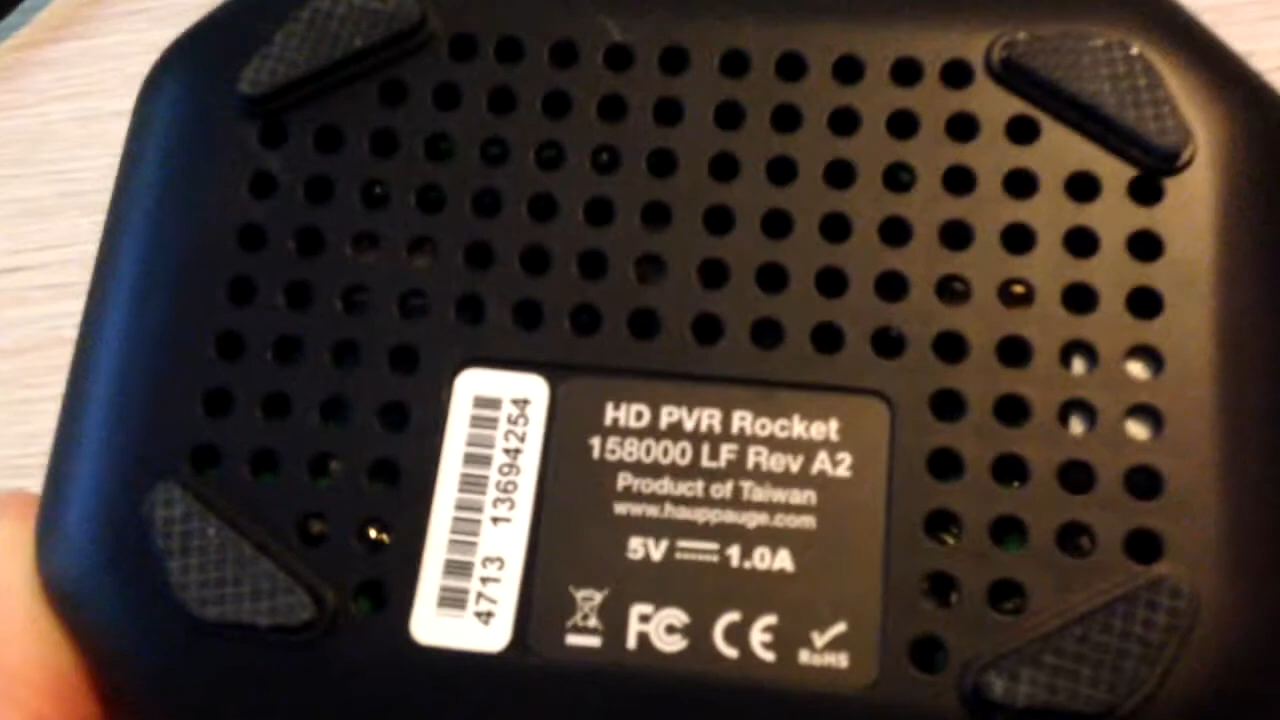 HD PVR Rocket
158000 LF Rev A2
Product of Taiwan
www.hauppauge.com
5V 1.0A
FC CE RoHS
4713 13694254